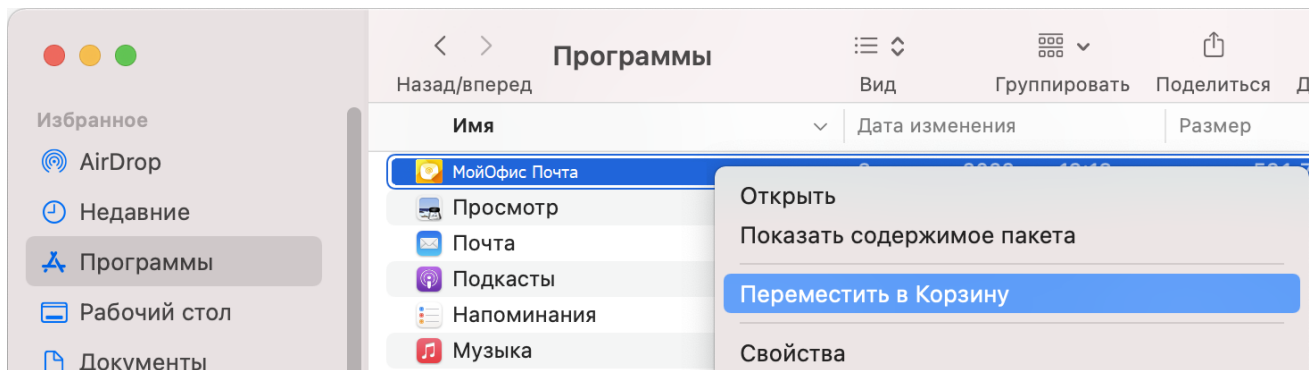 Программы
Назад/вперед
Вид
Группировать
Поделиться
Избранное
AirDrop
Недавние
Программы
Рабочий стол
Документы
Имя
Дата изменения
Размер
МойОфис Почта
Просмотр
Почта
Подкасты
Напоминания
Музыка
Открыть
Показать содержимое пакета
Переместить в Корзину
Свойства